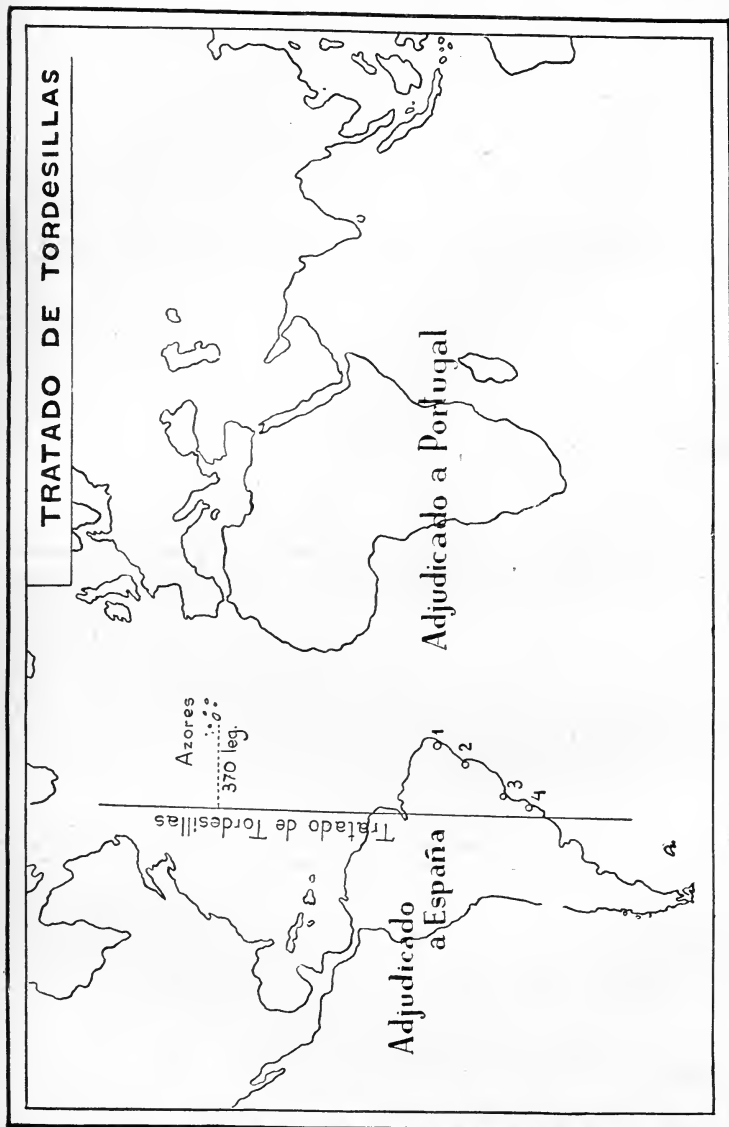 TRATADO DE TORDeSILLAS
Azores
370 leg.
Tratado de Tordesillas
Adjudicado
a España
Adjudicado a Portugal
1
2
3
4